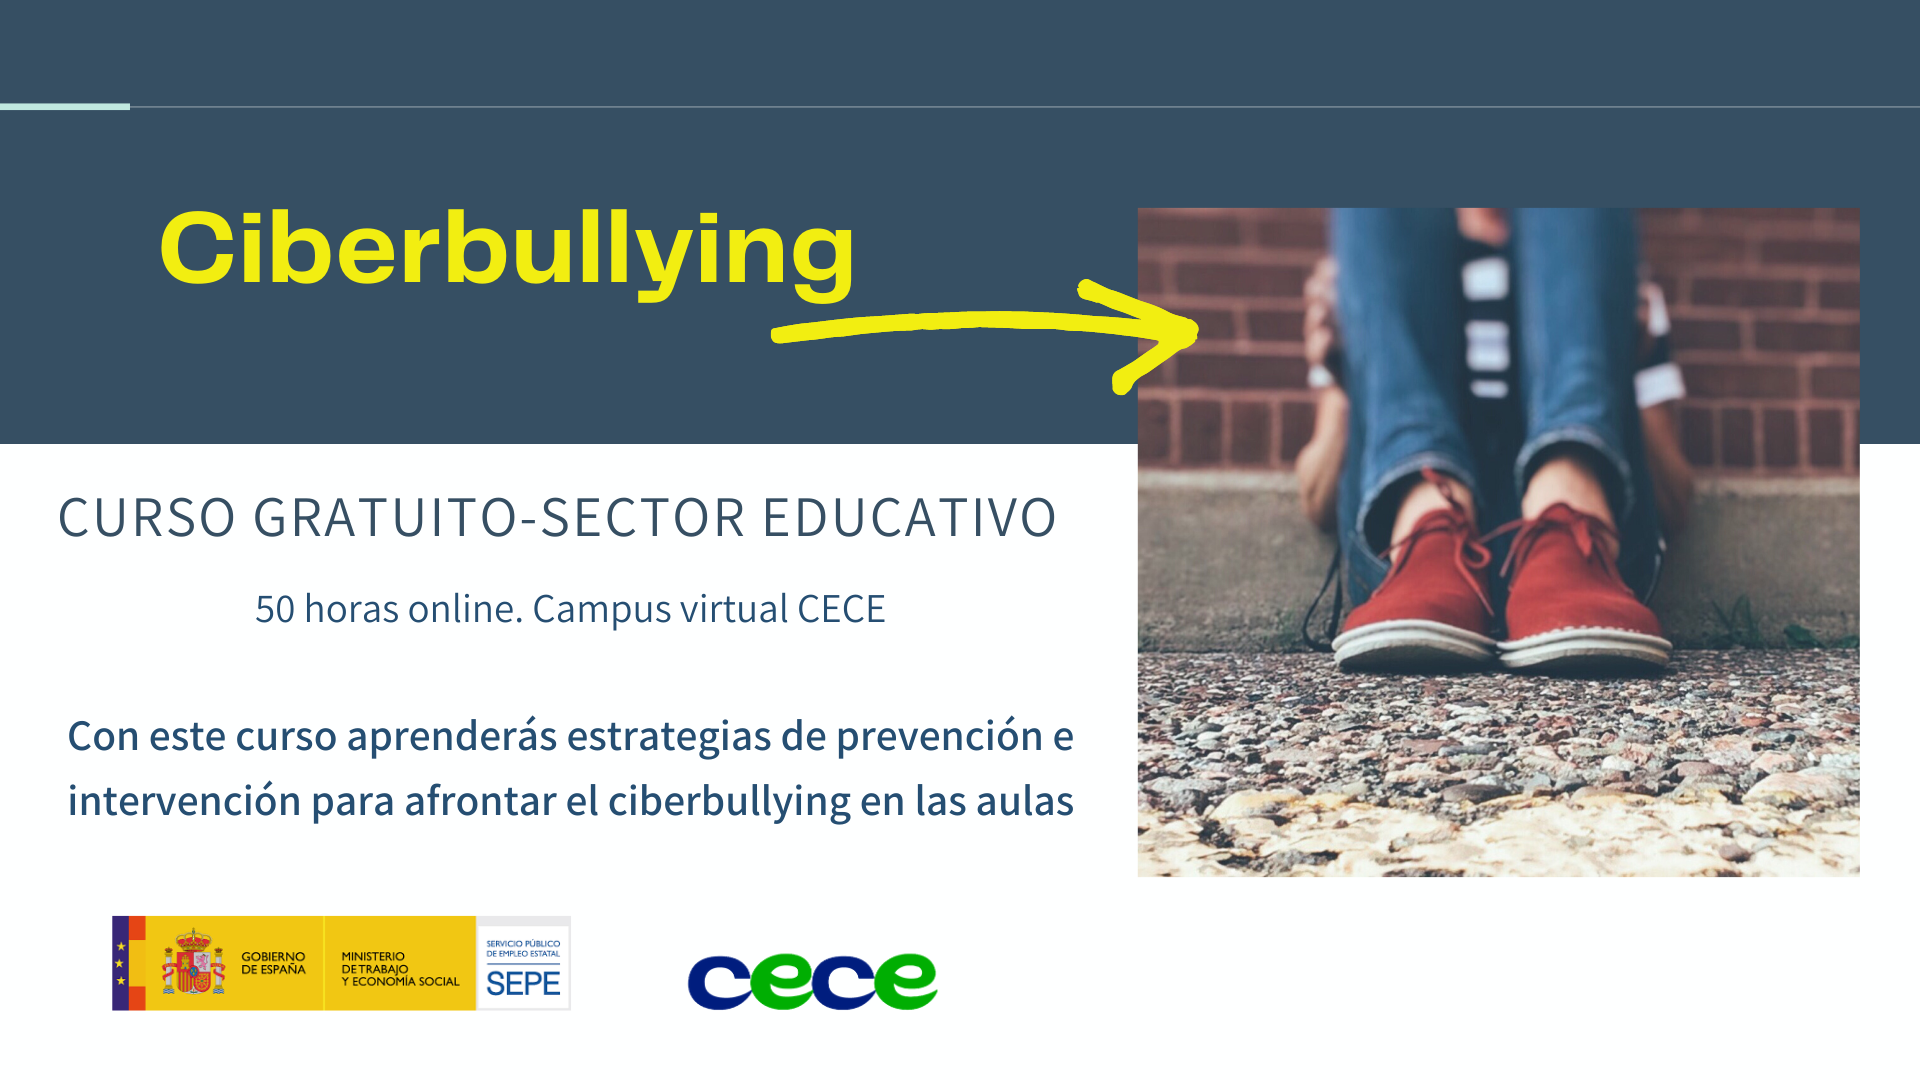 Ciberbullying
CURSO GRATUITO-SECTOR EDUCATIVO
50 horas online. Campus virtual CECE
Con este curso aprenderás estrategias de prevención e
intervención para afrontar el ciberbullying en las aulas
GOBIERNO
DE ESPAÑA
MINISTERIO
DE TRABAJO
Y ECONOMÍA SOCIAL
SERVICIO PÚBLICO
DE EMPLEO ESTATAL
SEPE
cece